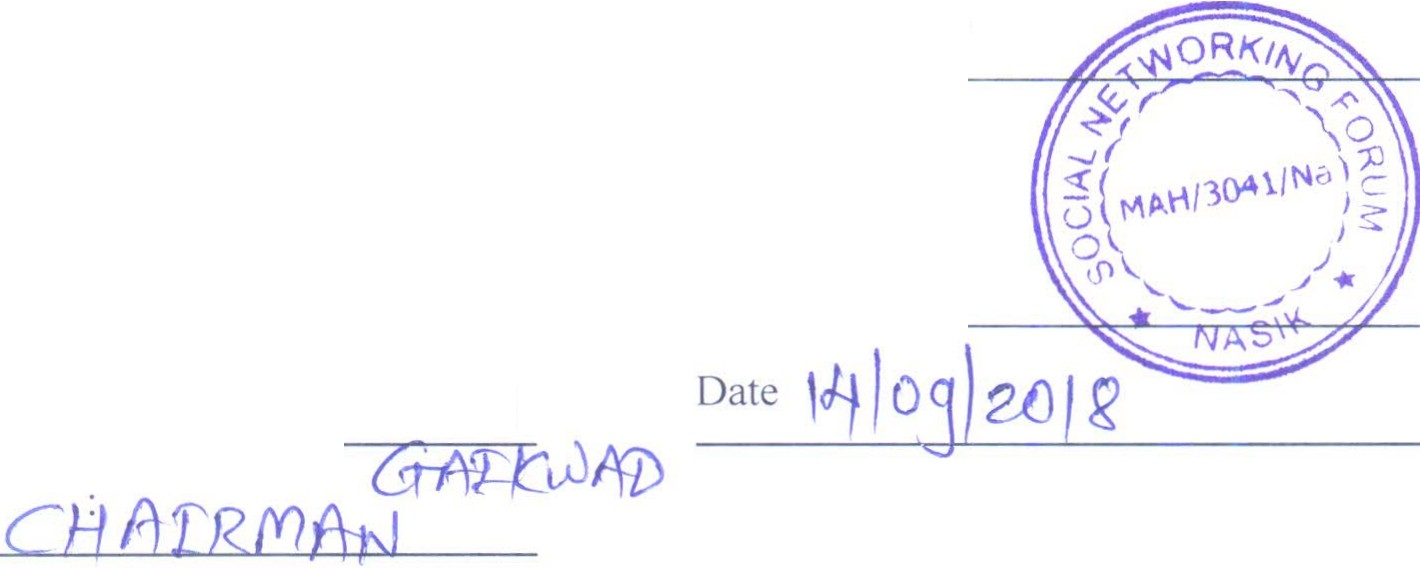 SOCIAL NETWORKING FORUM
MAH/3041/Na
★ NASIK ★
Date 14/09/2018
GAIKWAD
CHAIRMAN